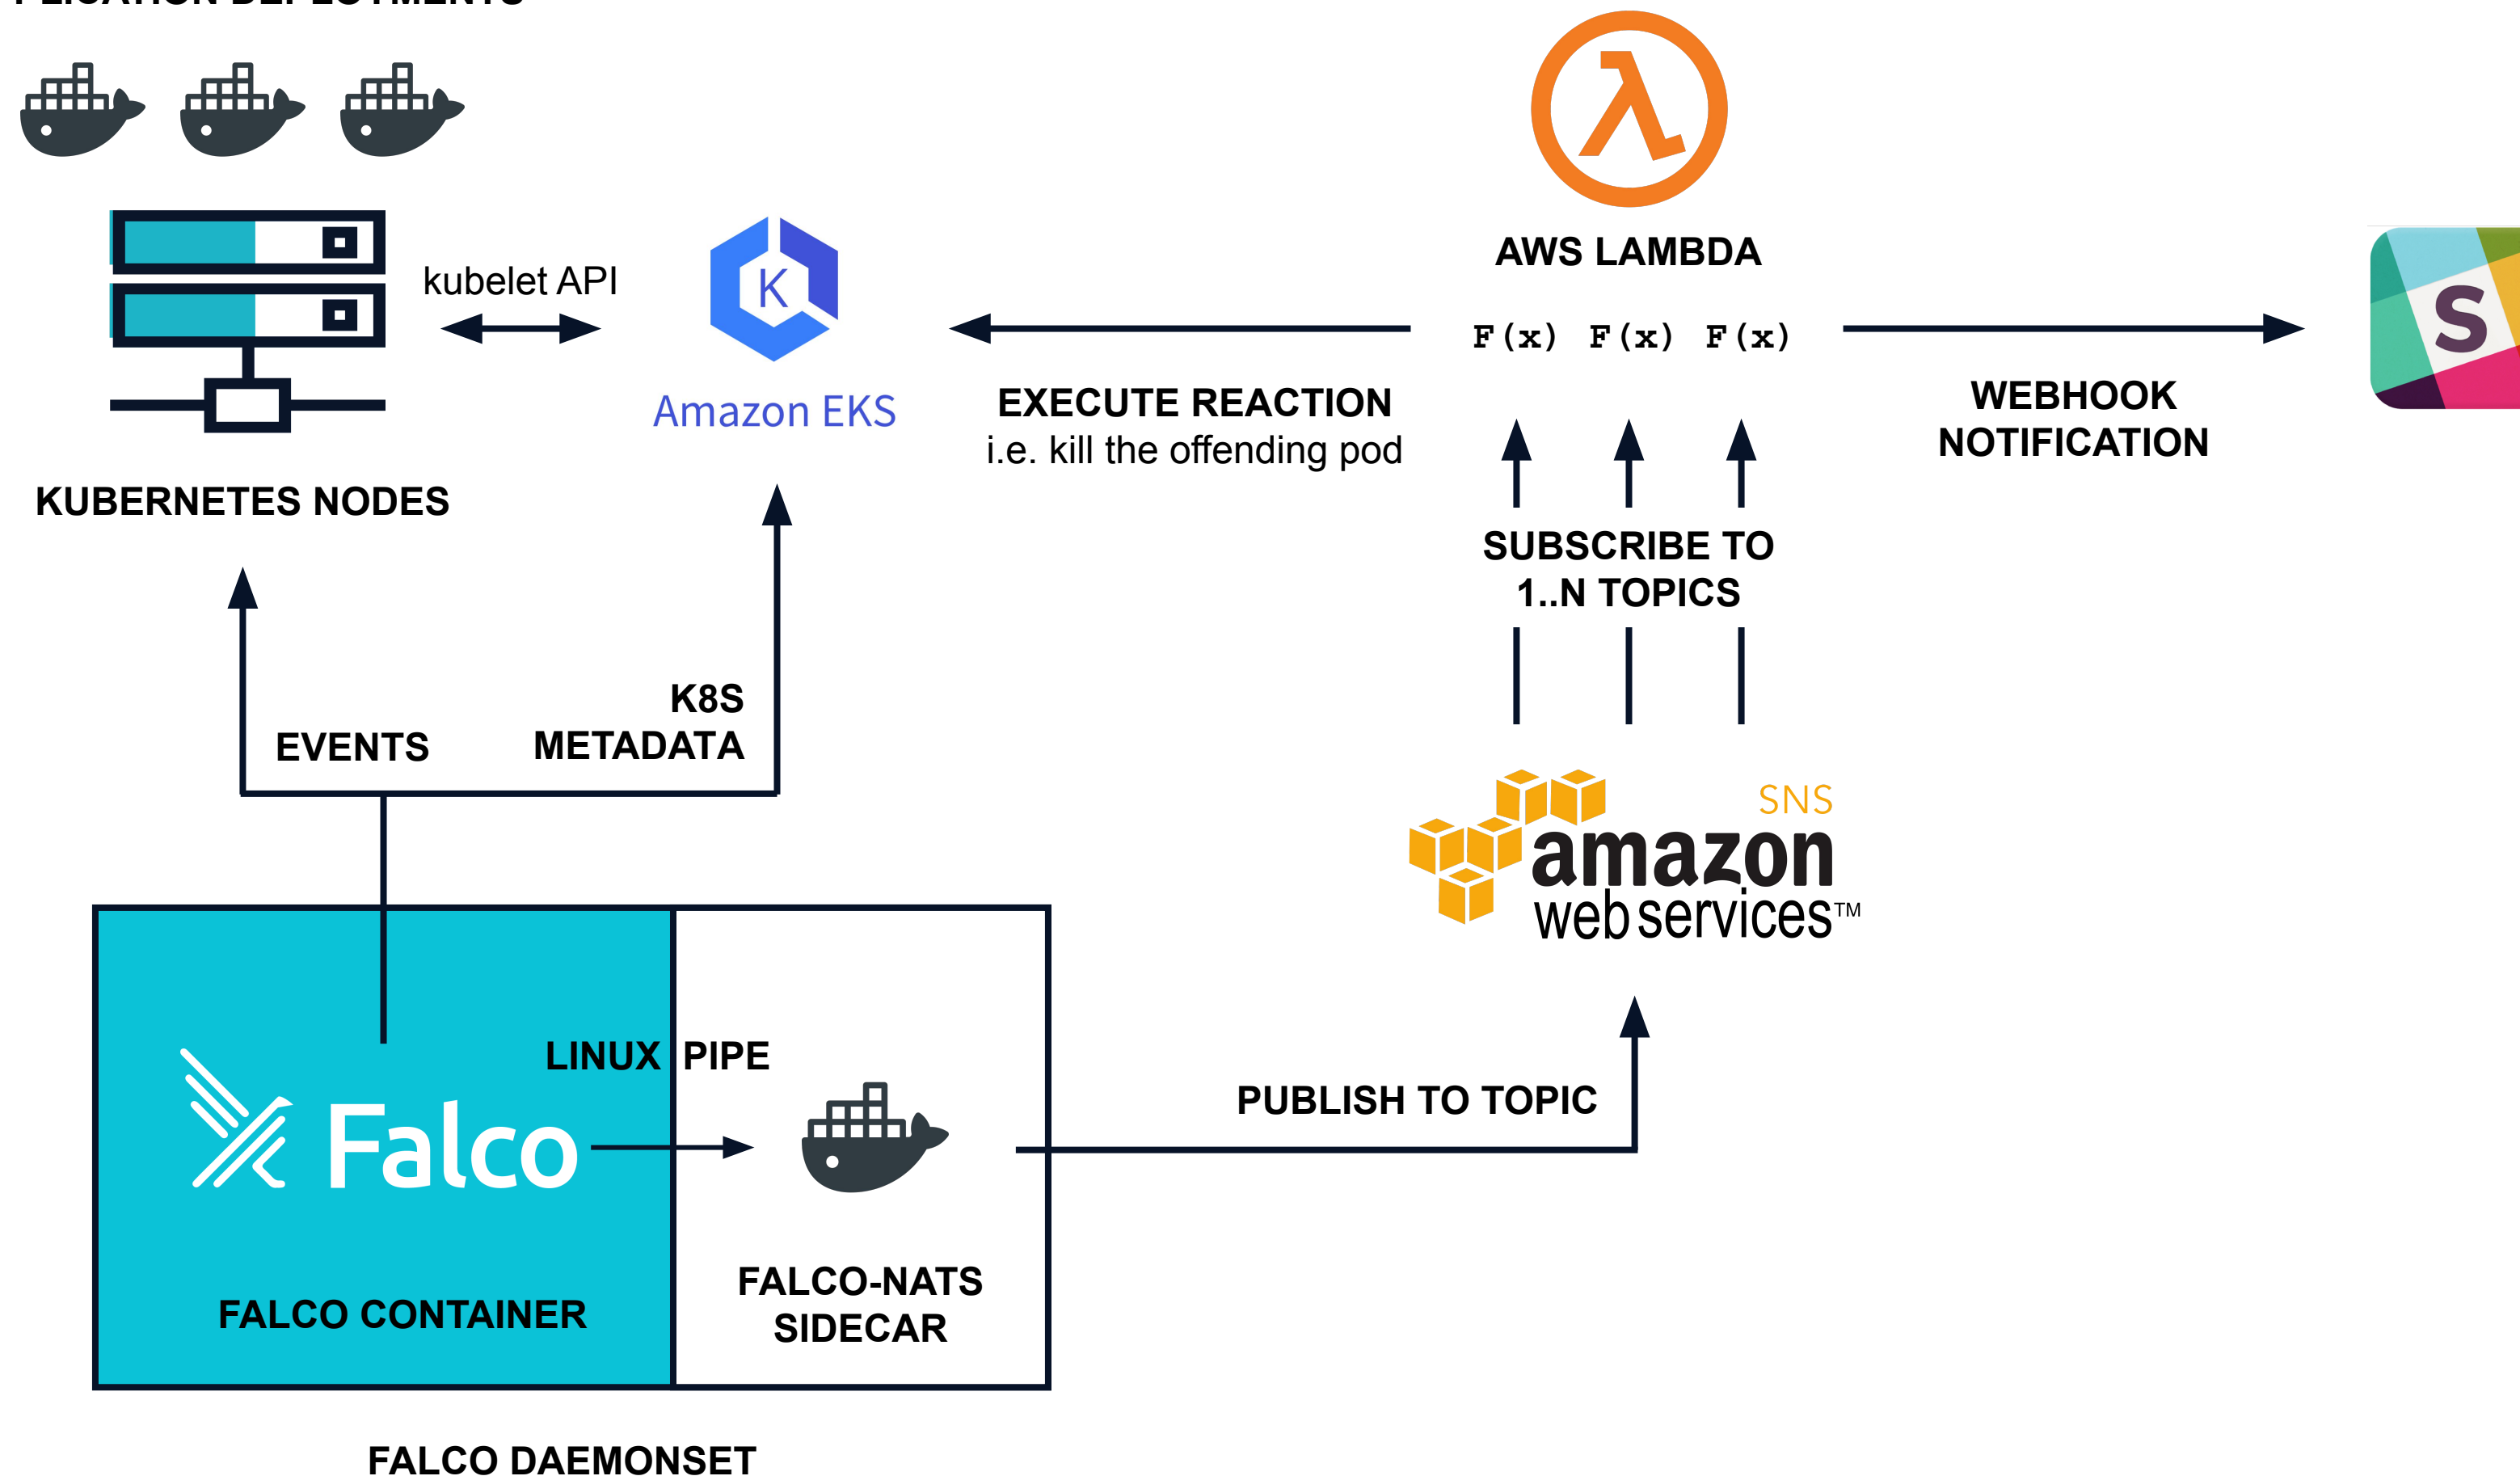 AWS LAMBDA
kubelet API
K
Amazon EKS
F(x) F(x) F(x)
S
EXECUTE REACTION
i.e. kill the offending pod
WEBHOOK
NOTIFICATION
KUBERNETES NODES
SUBSCRIBE TO
1..N TOPICS
K8S
METADATA
EVENTS
SNS
amazon
webservices™
LINUX PIPE
Falco
PUBLISH TO TOPIC
FALCO-NATS
SIDECAR
FALCO CONTAINER
FALCO DAEMONSET